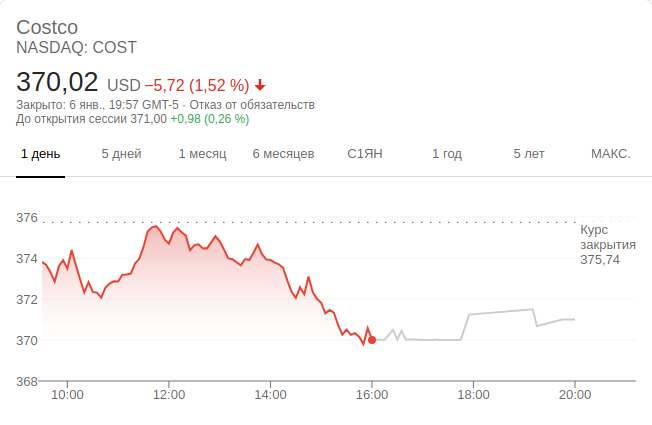 Costco
NASDAQ: COST
370,02 USD −5,72 (1,52 %)
Закрыто: 6 янв., 19:57 GMT-5 · Отказ от обязательств
До открытия сессии 371,00 +0,98 (0,26 %)
1 день 5 дней 1 месяц 6 месяцев С1ЯН 1 год 5 лет МАКС.
376
Курс
закрытия
375,74
374
372
370
368
10:00 12:00 14:00 16:00 18:00 20:00